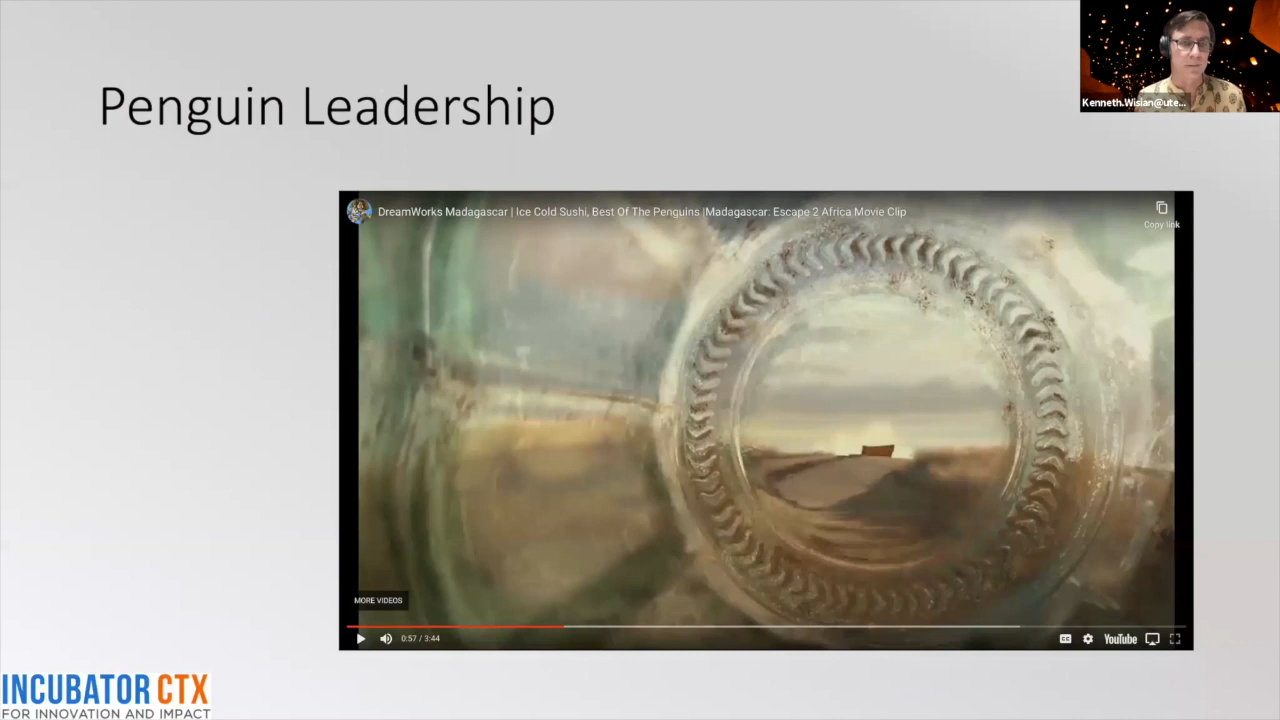 Kenneth.Wisian@ute...
Penguin Leadership
DreamWorks Madagascar | Ice Cold Sushi, Best Of The Penguins |Madagascar: Escape 2 Africa Movie Clip
Copy link
MORE VIDEOS
0:57 / 3:44
CC
YouTube
INCUBATOR CTX
FOR INNOVATION AND IMPACT